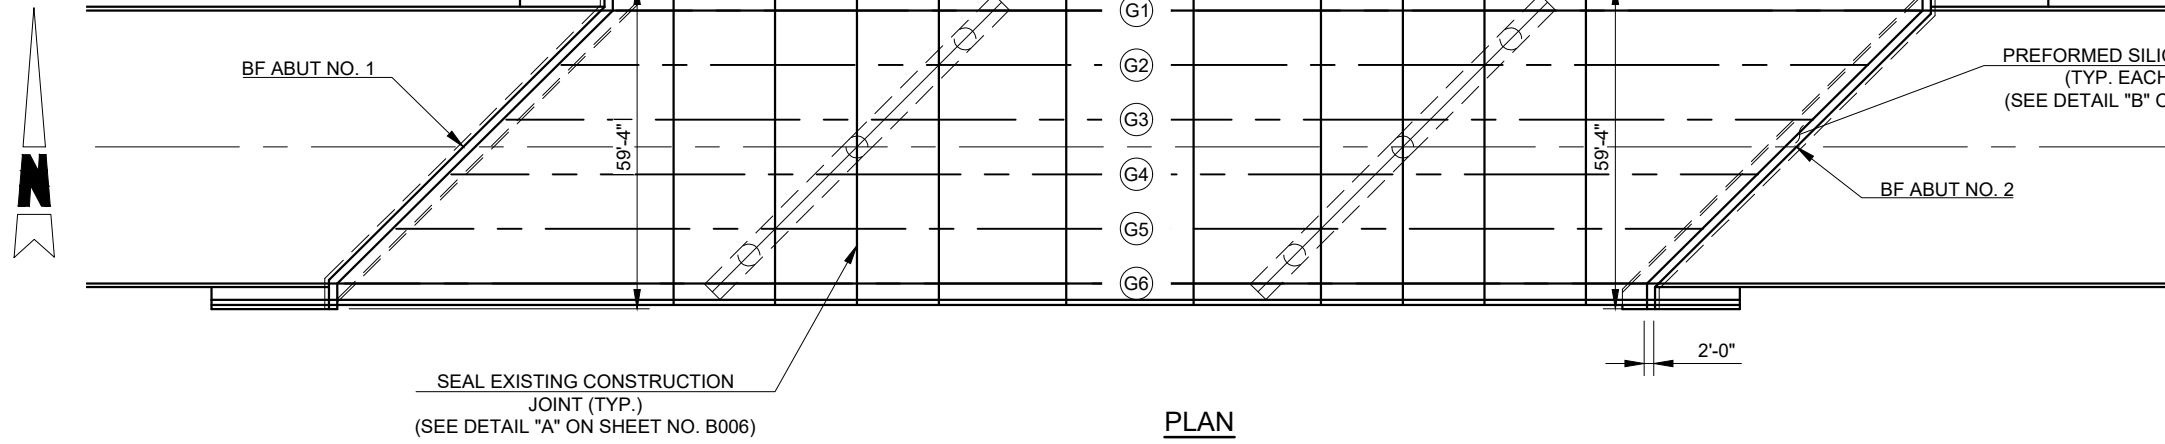 G1
BF ABUT NO. 1
G2
PREFORMED
(TYP. EACH
(SEE DETAIL "B"
G3
59'-4"
59'-4"
N
G4
BF ABUT NO. 2
G5
G6
2'-0"
SEAL EXISTING CONSTRUCTION
JOINT (TYP.)
(SEE DETAIL "A" ON SHEET NO. B006)
PLAN